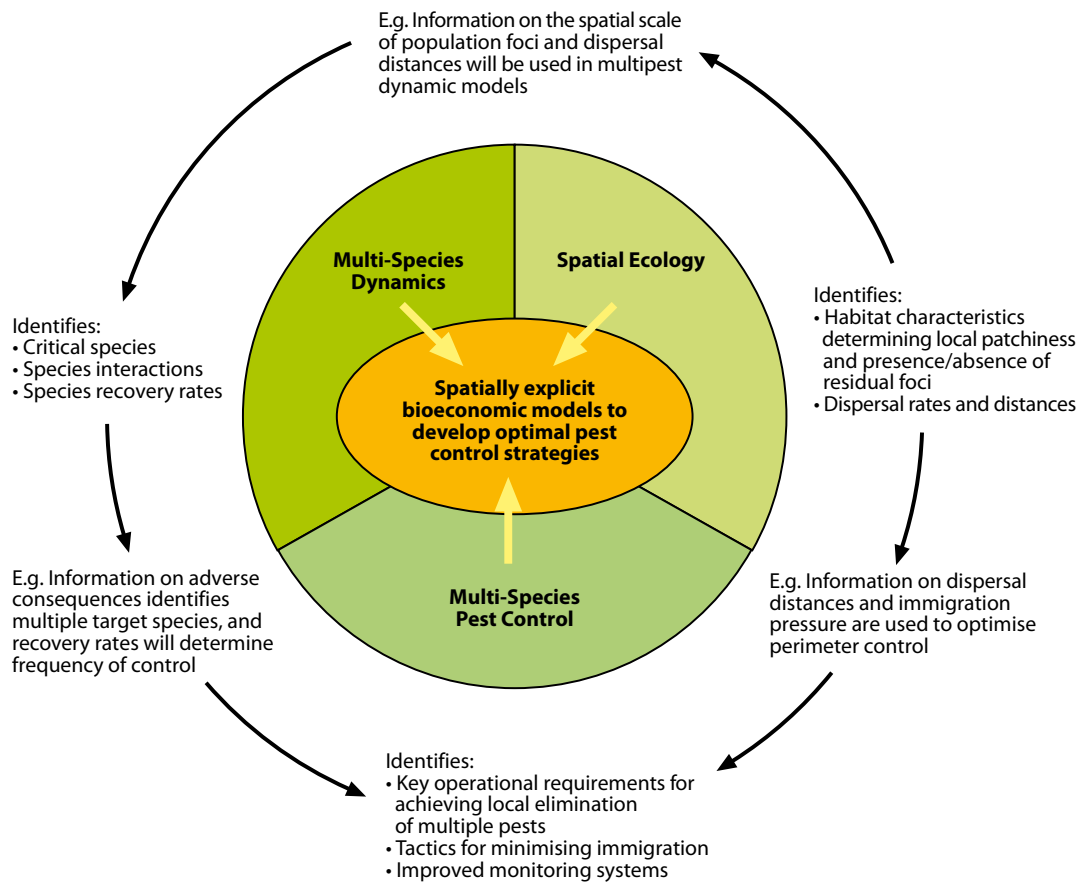 E.g. Information on the spatial scale
of population foci and dispersal
distances will be used in multipest
dynamic models
Multi-Species
Dynamics
Spatial Ecology
Identifies:
• Critical species
• Species interactions
• Species recovery rates
Spatially explicit
bioeconomic models to
develop optimal pest
control strategies
Identifies:
• Habitat characteristics
determining local patchiness
and presence/absence of
residual foci
• Dispersal rates and distances
E.g. Information on adverse
consequences identifies
multiple target species, and
recovery rates will determine
frequency of control
Multi-Species
Pest Control
E.g. Information on dispersal
distances and immigration
pressure are used to optimise
perimeter control
Identifies:
• Key operational requirements for
achieving local elimination
of multiple pests
• Tactics for minimising immigration
• Improved monitoring systems